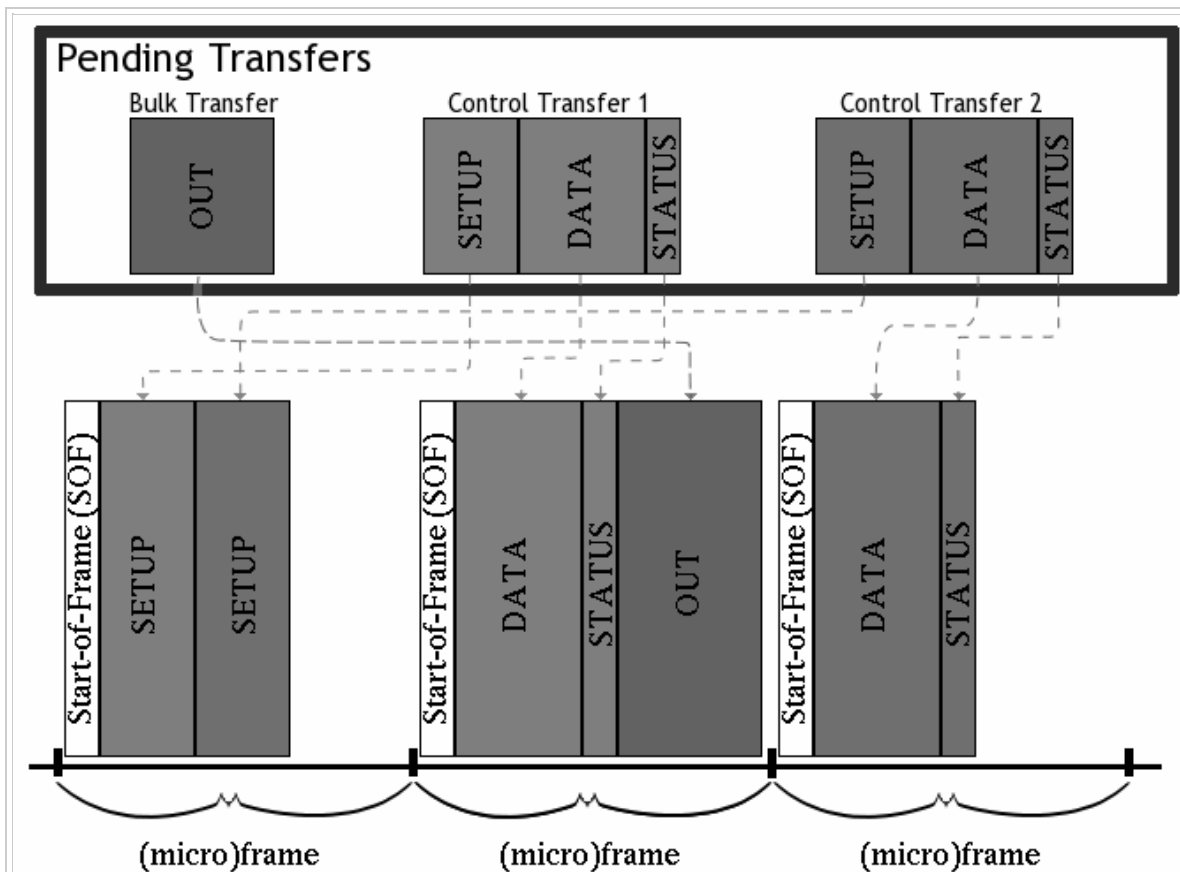 Pending Transfers
Bulk Transfer
Control Transfer 1
Control Transfer 2
OUT
SETUP
DATA
STATUS
SETUP
DATA
STATUS
Start-of-Frame (SOF)
SETUP
SETUP
Start-of-Frame (SOF)
DATA
STATUS
OUT
Start-of-Frame (SOF)
DATA
STATUS
(micro)frame
(micro)frame
(micro)frame